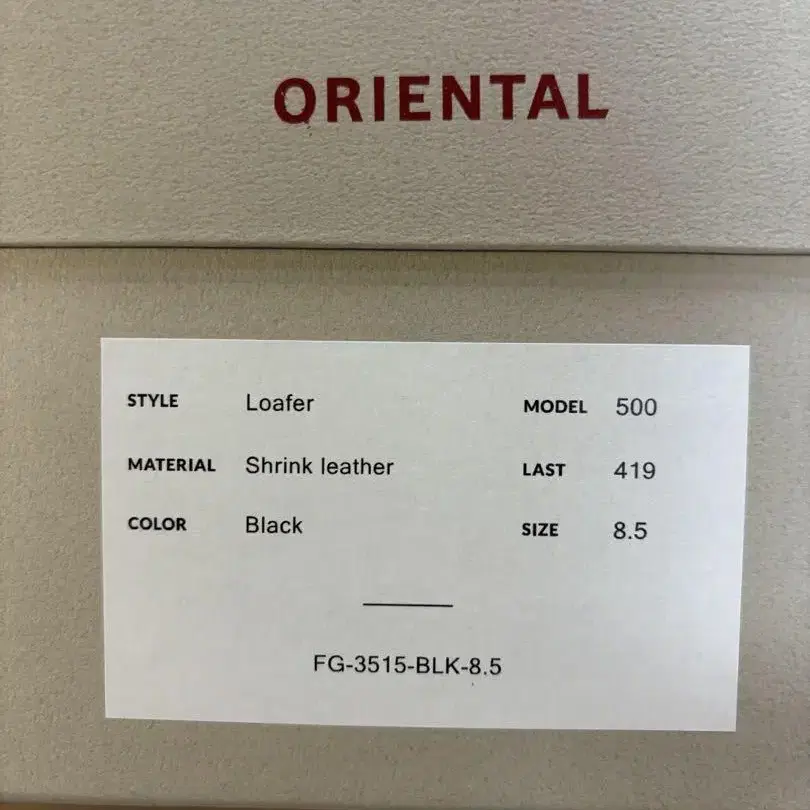 ORIENTAL
STYLE Loafer MODEL 500
MATERIAL Shrink leather LAST 419
COLOR Black SIZE 8.5
FG-3515-BLK-8.5